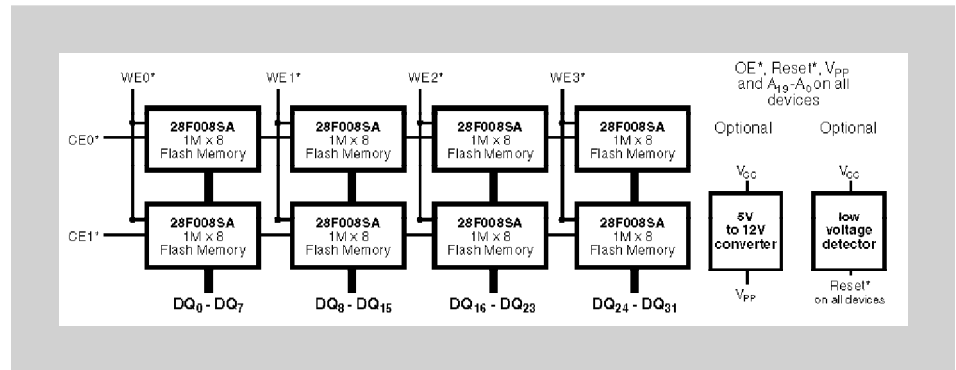 WE0* WE1* WE2* WE3*
OE*, Reset*, VPP
and A19-A0 on all
devices
CE0*
28F008SA
1M x 8
Flash Memory
28F008SA
1M x 8
Flash Memory
28F008SA
1M x 8
Flash Memory
28F008SA
1M x 8
Flash Memory
CE1*
28F008SA
1M x 8
Flash Memory
28F008SA
1M x 8
Flash Memory
28F008SA
1M x 8
Flash Memory
28F008SA
1M x 8
Flash Memory
DQ0 - DQ7 DQ8 - DQ15 DQ16 - DQ23 DQ24 - DQ31
Optional
VCC
5V
to 12V
converter
VPP
Optional
VCC
low
voltage
detector
Reset*
on all devices